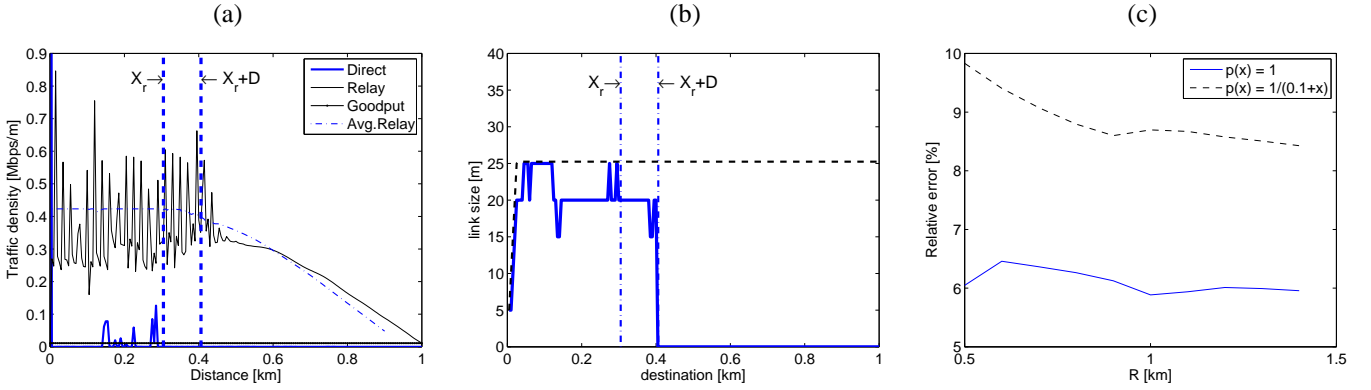 (a)
0.9
0.8
0.7
0.6
0.5
0.4
0.3
0.2
0.1
0
Traffic density [Mbps/m]
X_r→
←X_r+D
Direct
Relay
Goodput
Avg.Relay
0 0.2 0.4 0.6 0.8 1
Distance [km]
(b)
40
35
30
25
20
15
10
5
0
link size [m]
X_r→
←X_r+D
0 0.2 0.4 0.6 0.8 1
destination [km]
(c)
10
9
8
7
6
5
Relative error [%]
p(x) = 1
p(x) = 1/(0.1+x)
0.5 1 1.5
R [km]